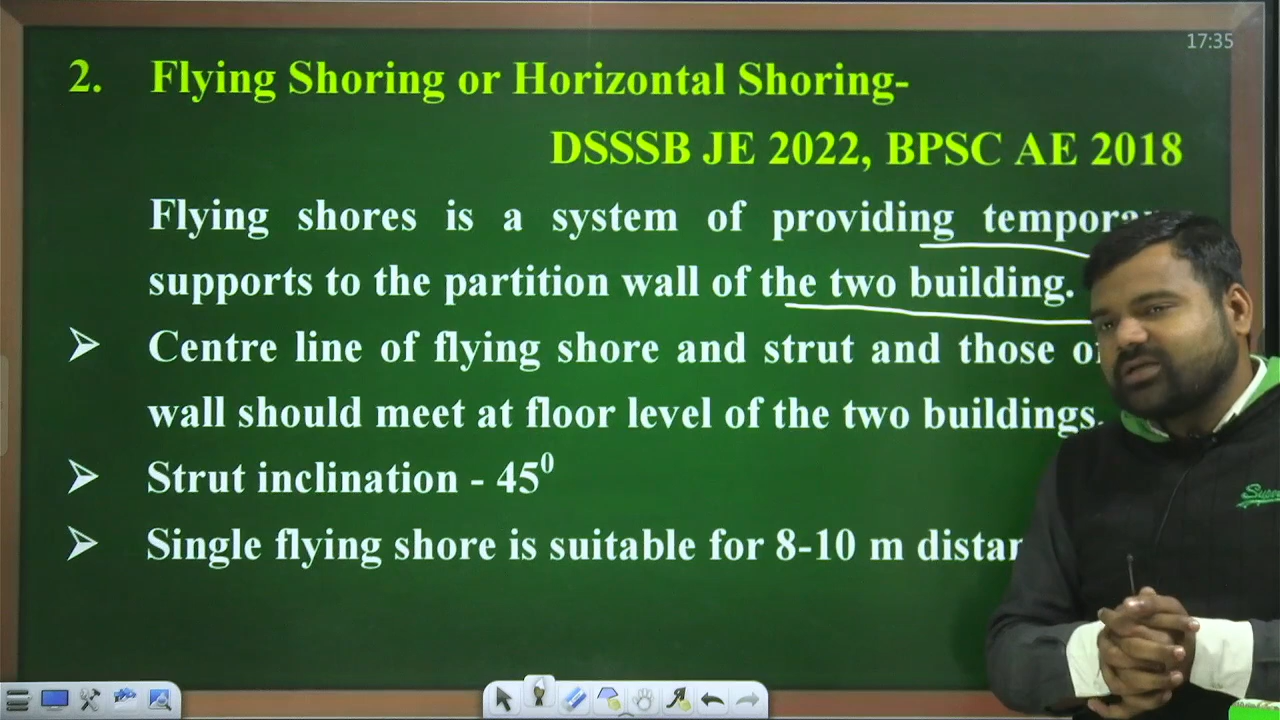 17:35
2. Flying Shoring or Horizontal Shoring-
DSSSB JE 2022, BPSC AE 2018
Flying shores is a system of providing
supports to the partition wall of the two building.
➢ Centre line of flying shore and strut and those
wall should meet at floor level of the two buildings.
➢ Strut inclination - 45⁰
➢ Single flying shore is suitable for 8-10 m